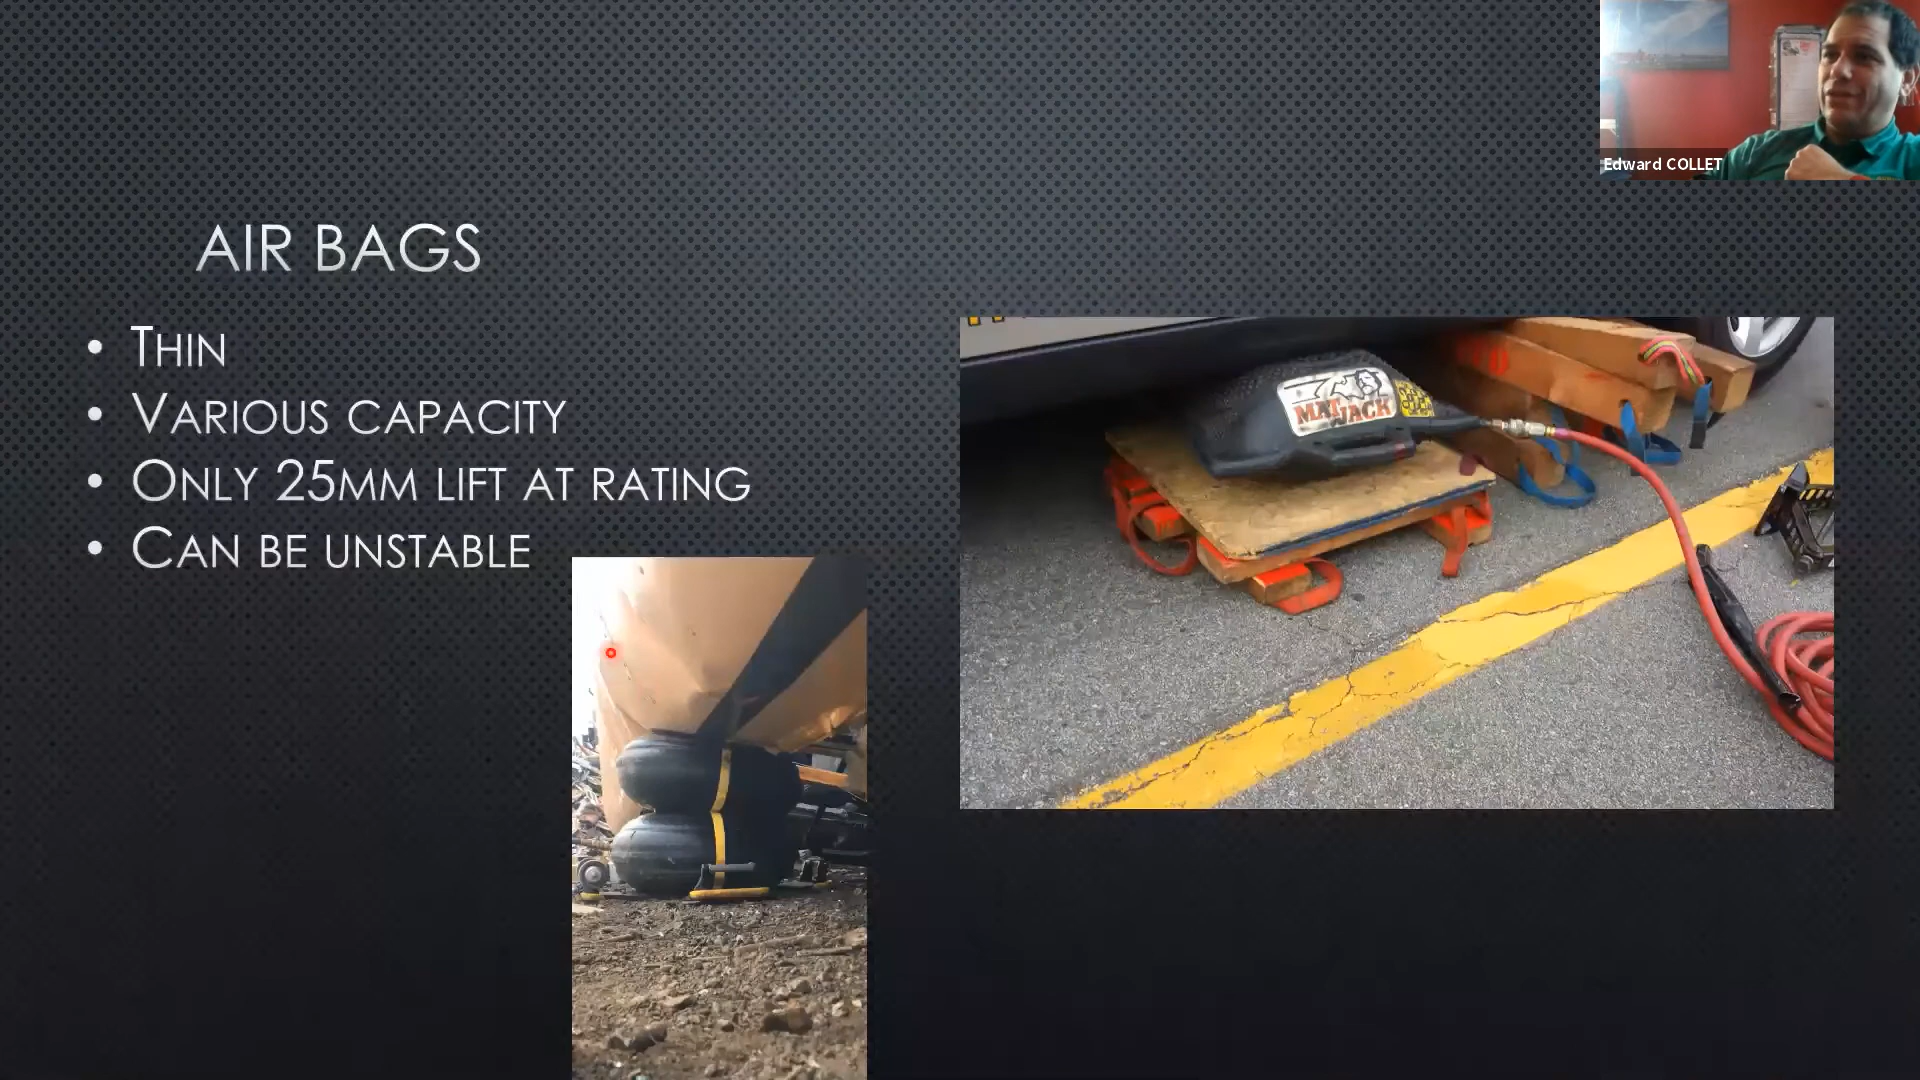 Edward COLLET
AIR BAGS
• THIN
• VARIOUS CAPACITY
• ONLY 25MM LIFT AT RATING
• CAN BE UNSTABLE
MATJACK